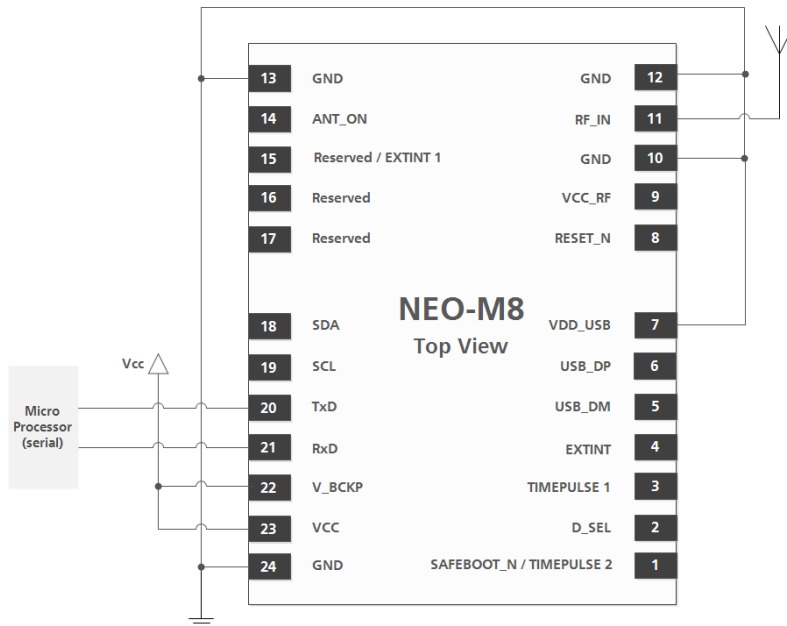 13 GND GND 12
14 ANT_ON RF_IN 11
15 Reserved / EXTINT 1 GND 10
16 Reserved VCC_RF 9
17 Reserved RESET_N 8
NEO-M8
Top View
18 SDA VDD_USB 7
Vcc
19 SCL USB_DP 6
Micro
Processor
(serial)
20 TxD USB_DM 5
21 RxD EXTINT 4
22 V_BCKP TIMEPULSE 1 3
23 VCC D_SEL 2
24 GND SAFEBOOT_N / TIMEPULSE 2 1